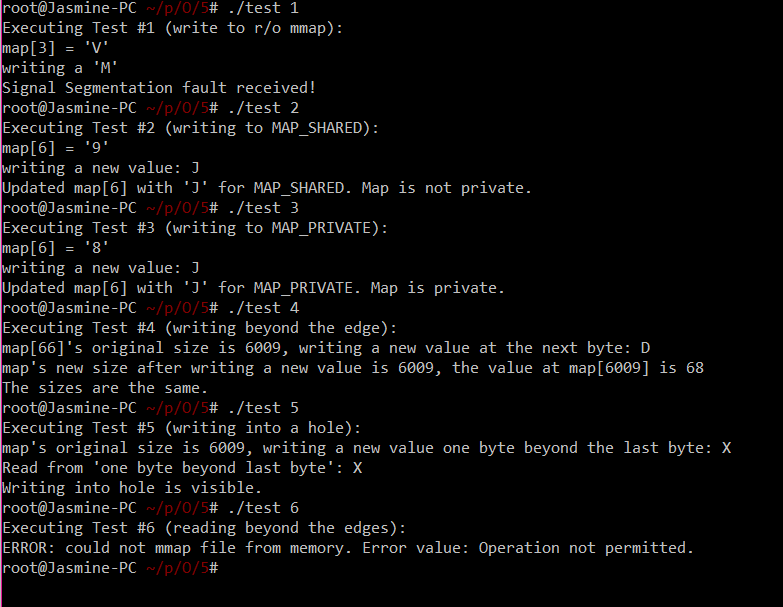 root@Jasmine-PC ~/p/O/5# ./test 1
Executing Test #1 (write to r/o mmap):
map[3] = 'V'
writing a 'M'
Signal Segmentation fault received!
root@Jasmine-PC ~/p/O/5# ./test 2
Executing Test #2 (writing to MAP_SHARED):
map[6] = '9'
writing a new value: J
Updated map[6] with 'J' for MAP_SHARED. Map is not private.
root@Jasmine-PC ~/p/O/5# ./test 3
Executing Test #3 (writing to MAP_PRIVATE):
map[6] = '8'
writing a new value: J
Updated map[6] with 'J' for MAP_PRIVATE. Map is private.
root@Jasmine-PC ~/p/O/5# ./test 4
Executing Test #4 (writing beyond the edge):
map[66]'s original size is 6009, writing a new value at the next byte: D
map's new size after writing a new value is 6009, the value at map[6009] is 68
The sizes are the same.
root@Jasmine-PC ~/p/O/5# ./test 5
Executing Test #5 (writing into a hole):
map's original size is 6009, writing a new value one byte beyond the last byte: X
Read from 'one byte beyond last byte': X
Writing into hole is visible.
root@Jasmine-PC ~/p/O/5# ./test 6
Executing Test #6 (reading beyond the edges):
ERROR: could not mmap file from memory. Error value: Operation not permitted.
root@Jasmine-PC ~/p/O/5#